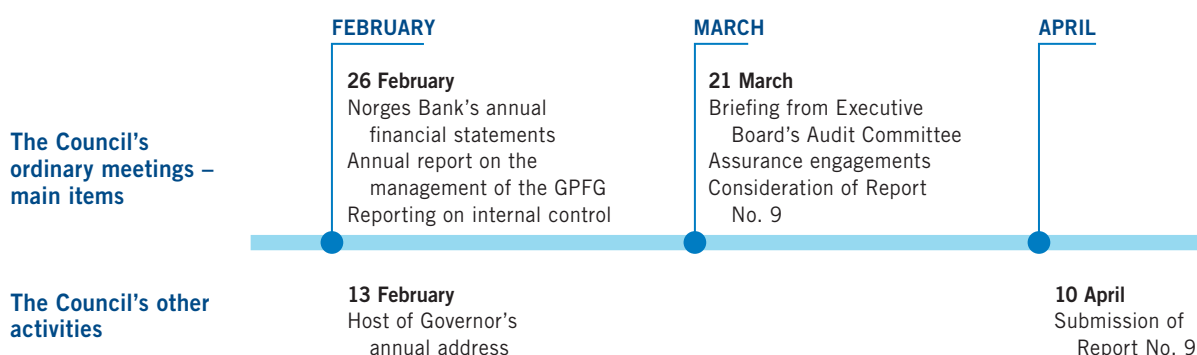 FEBRUARY
MARCH
APRIL
The Council's
ordinary meetings –
main items
26 February
Norges Bank's annual
financial statements
Annual report on the
management of the GPFG
Reporting on internal control
21 March
Briefing from Executive
Board's Audit Committee
Assurance engagements
Consideration of Report
No. 9
The Council's other
activities
13 February
Host of Governor's
annual address
10 April
Submission of
Report No. 9